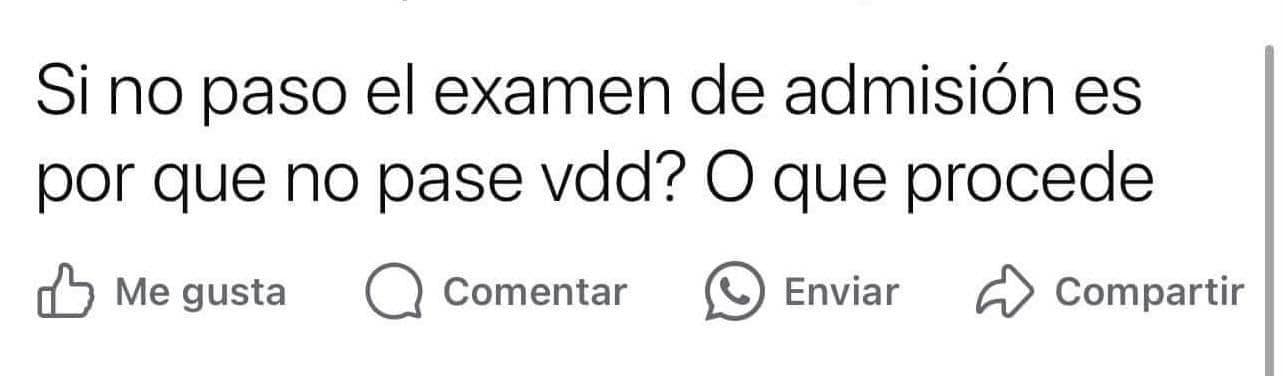 Si no paso el examen de admisión es
por que no pase vdd? O que procede
Me gusta Comentar Enviar Compartir